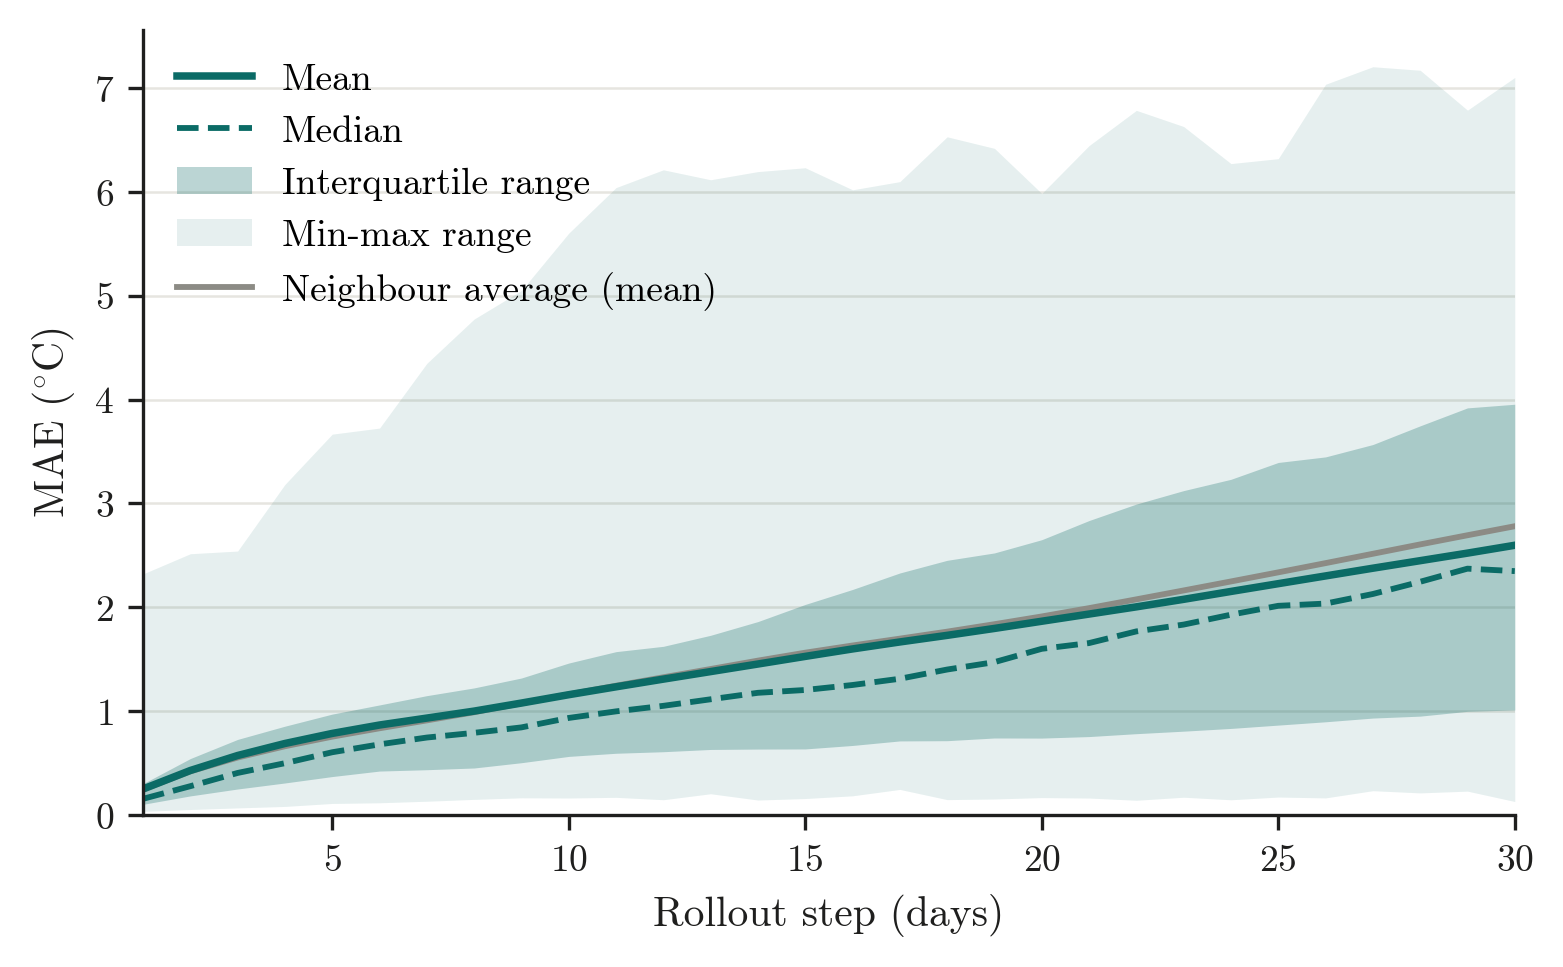 Mean
Median
Interquartile range
Min-max range
Neighbour average (mean)
7
6
5
4
3
2
1
0
MAE (°C)
5 10 15 20 25 30
Rollout step (days)